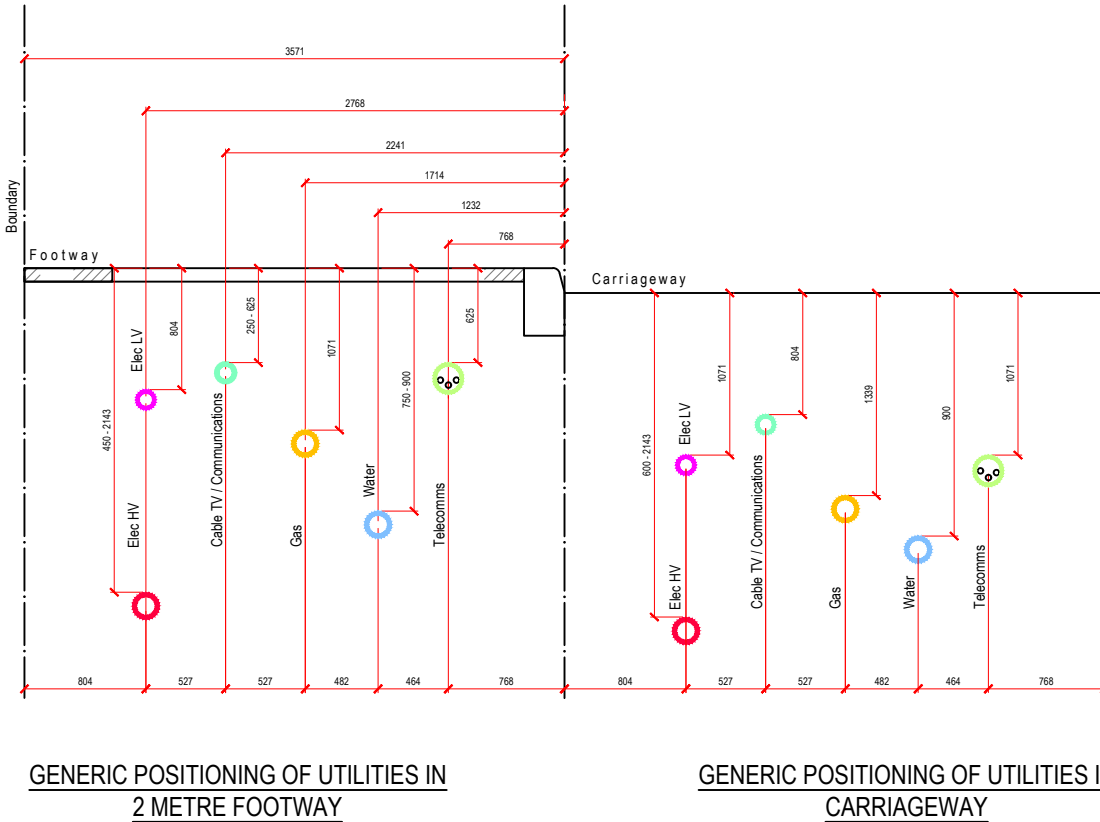 3571
2768
2241
1714
1232
768
Boundary
Footway
Carriageway
450 - 2143
804
250 - 625
1071
750 - 900
625
Elec LV
Elec HV
Cable TV / Communications
Gas
Water
Telecomms
600 - 2143
1071
804
1339
900
1071
Elec LV
Elec HV
Cable TV / Communications
Gas
Water
Telecomms
804 527 527 482 464 768 804 527 527 482 464 768
GENERIC POSITIONING OF UTILITIES IN
2 METRE FOOTWAY
GENERIC POSITIONING OF UTILITIES I
CARRIAGEWAY